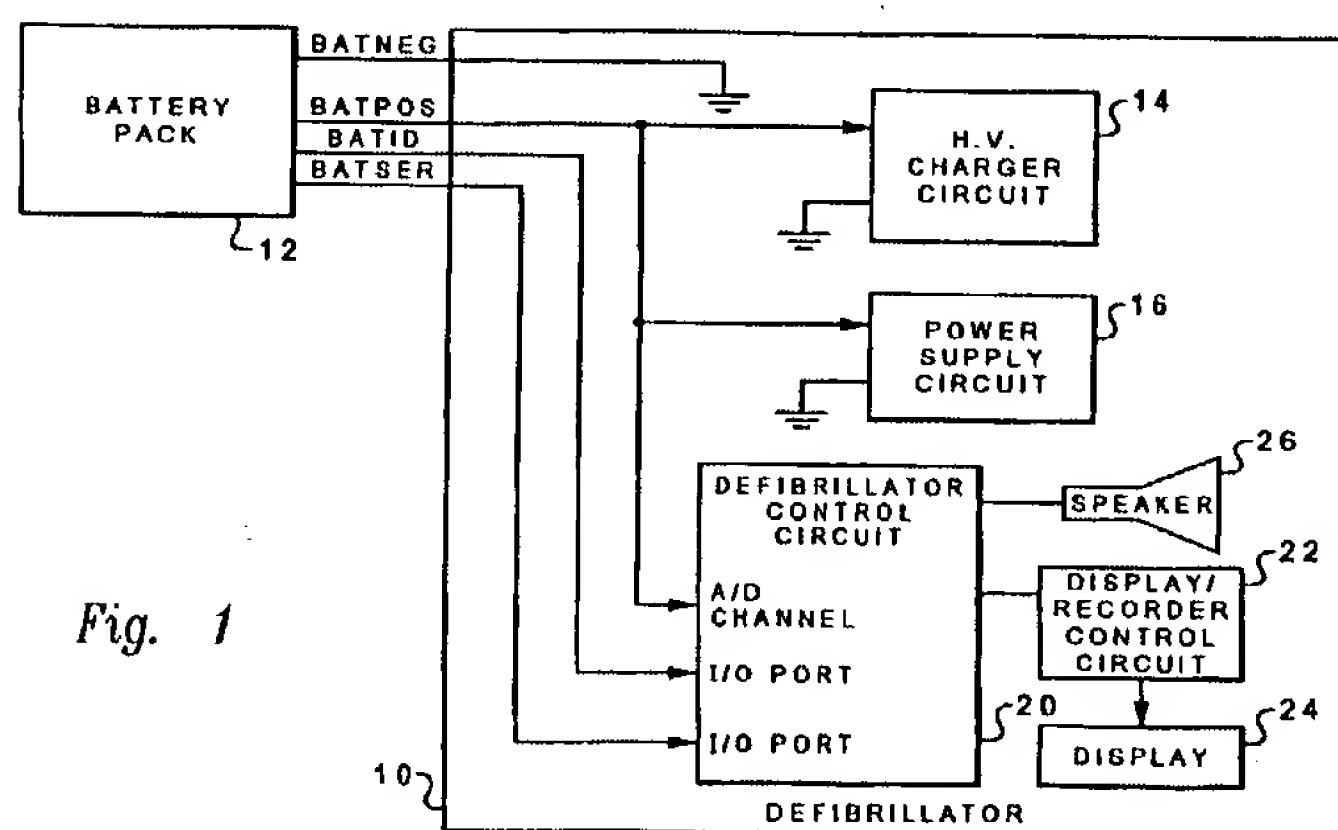 BATTERY
PACK
12
BATNEG
BATPOS
BATID
BATSER
H.V.
CHARGER
CIRCUIT
14
POWER
SUPPLY
CIRCUIT
16
DEFIBRILLATOR
CONTROL
CIRCUIT
A/D
CHANNEL
I/O PORT
I/O PORT
20
SPEAKER
26
DISPLAY/
RECORDER
CONTROL
CIRCUIT
22
DISPLAY
24
10
DEFIBRILLATOR
Fig. 1